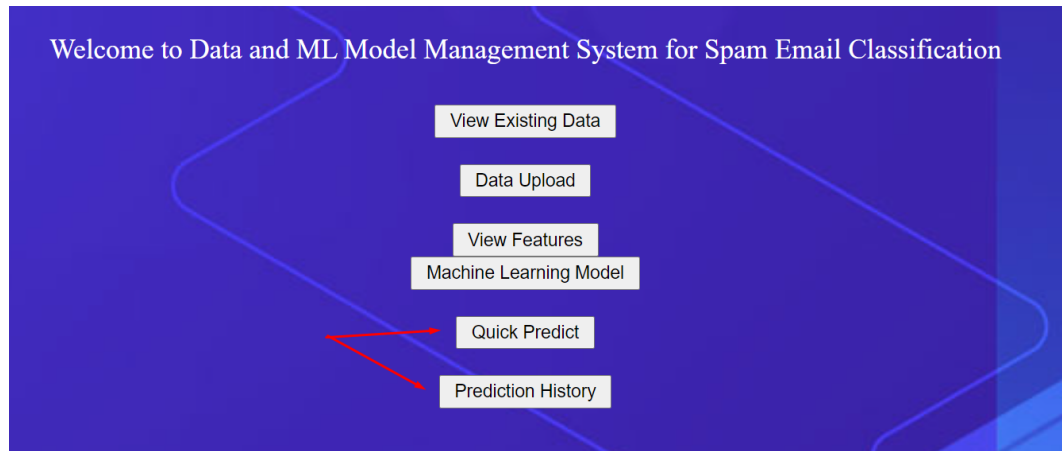 Welcome to Data and ML Model Management System for Spam Email Classification
View Existing Data
Data Upload
View Features
Machine Learning Model
Quick Predict
Prediction History